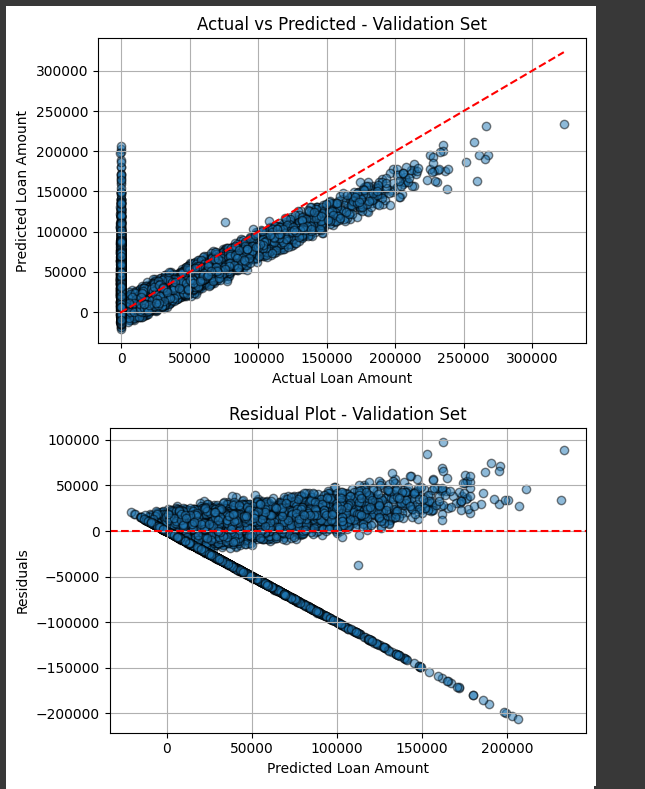 Actual vs Predicted - Validation Set
300000
250000
200000
150000
100000
50000
0
Predicted Loan Amount
0 50000 100000 150000 200000 250000 300000
Actual Loan Amount
Residual Plot - Validation Set
100000
50000
0
−50000
−100000
−150000
−200000
Residuals
0 50000 100000 150000 200000
Predicted Loan Amount